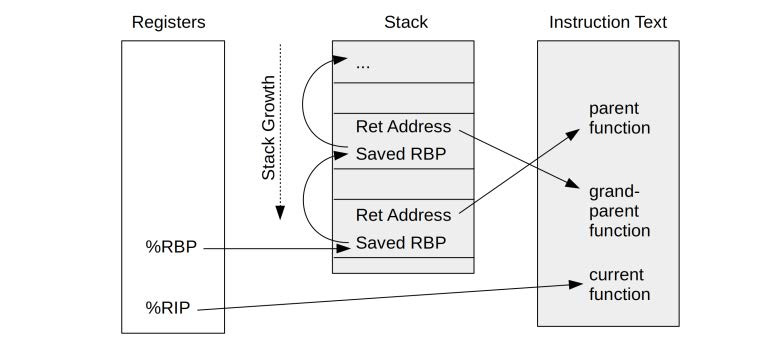 Registers
Stack
Instruction Text
Stack Growth
...
Ret Address
Saved RBP
Ret Address
Saved RBP
%RBP
%RIP
parent
function
grand-
parent
function
current
function